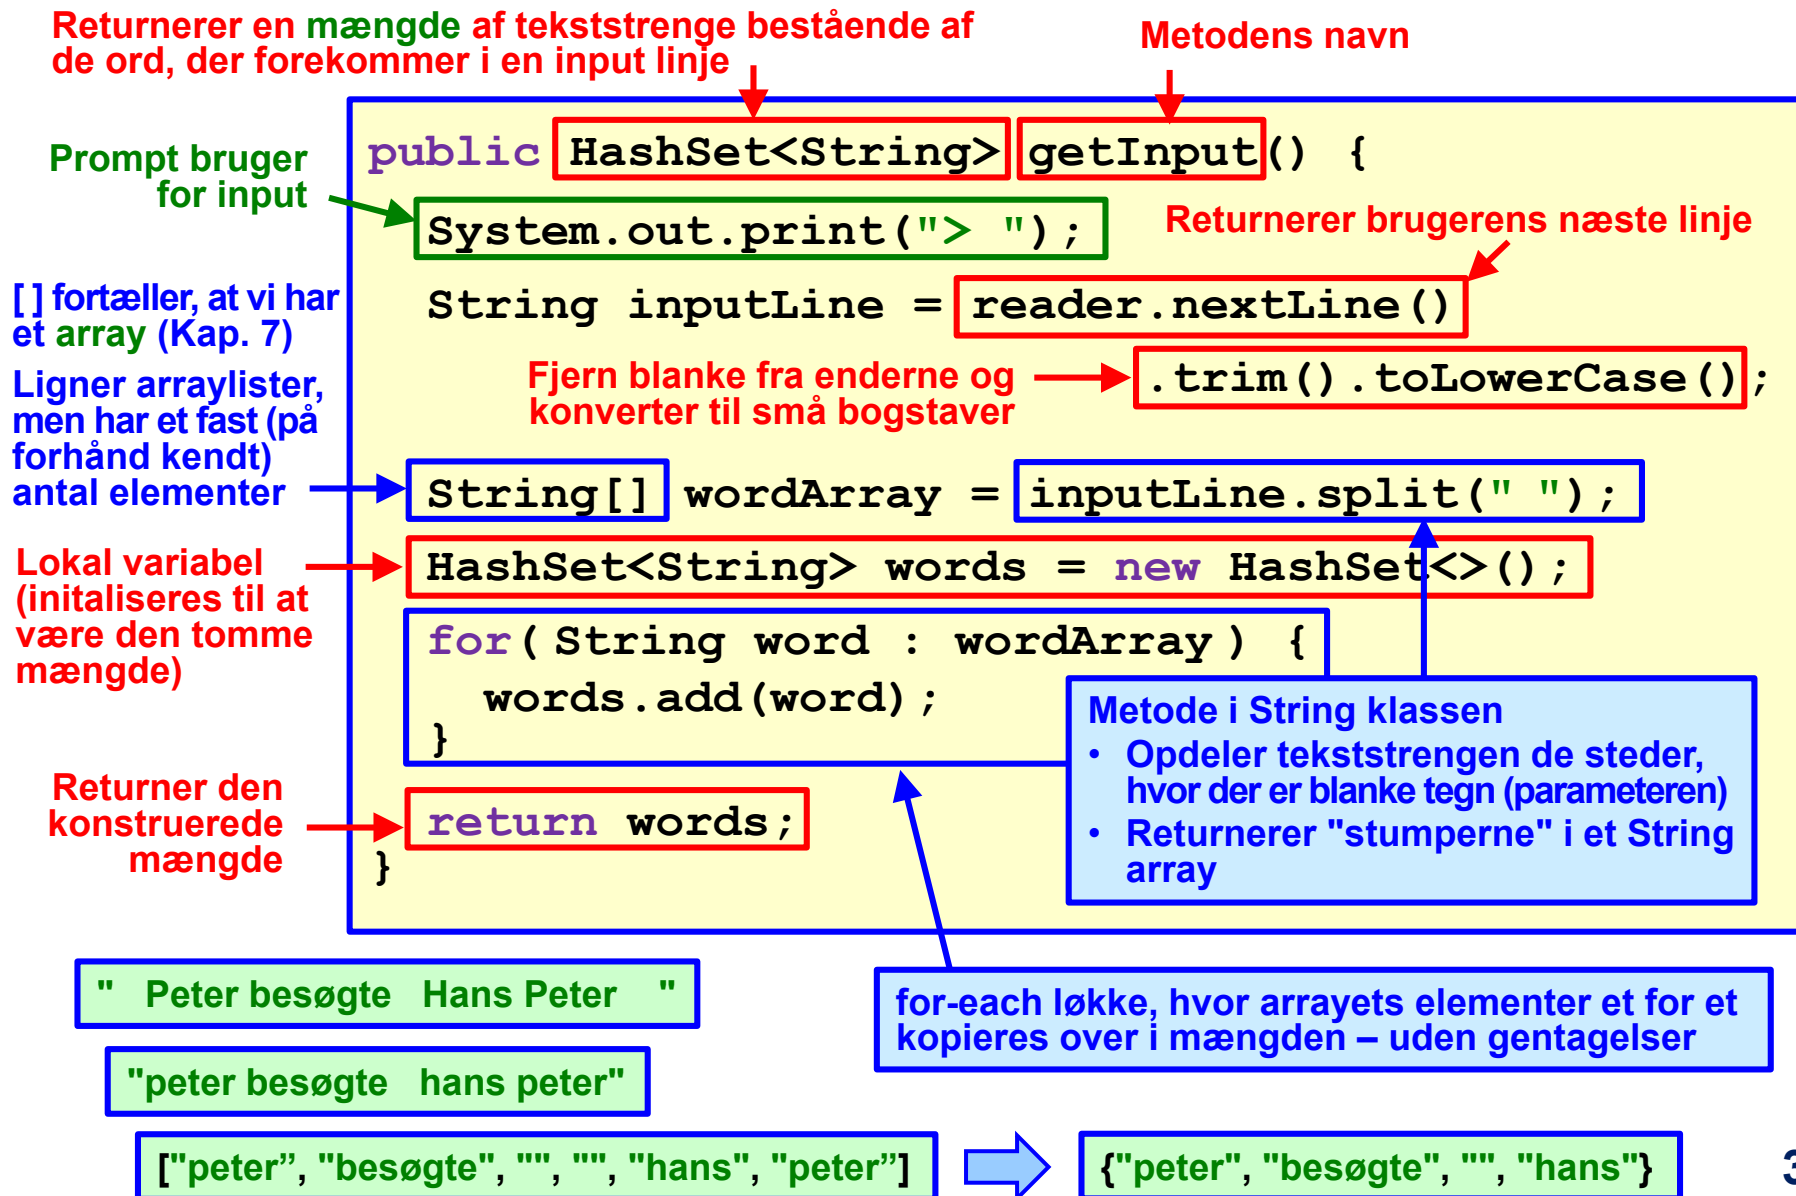 Returnerer en mængde af tekststrenge bestående af
de ord, der forekommer i en input linje
Metodens navn
public HashSet<String> getInput() {
Prompt bruger
for input
System.out.print("> ");
Returnerer brugerens næste linje
String inputLine = reader.nextLine()
[ ] fortæller, at vi har
et array (Kap. 7)
Ligner arraylister,
men har et fast (på
forhånd kendt)
antal elementer
Fjern blanke fra enderne og
konverter til små bogstaver
.trim().toLowerCase();
String[] wordArray = inputLine.split(" ");
Lokal variabel
(initaliseres til at
være den tomme
mængde)
HashSet<String> words = new HashSet<>();
for( String word : wordArray ) {
words.add(word);
}
Metode i String klassen
• Opdeler tekststrengen de steder,
hvor der er blanke tegn (parameteren)
• Returnerer "stumperne" i et String
array
Returner den
konstruerede
mængde
return words;
}
"   Peter besøgte   Hans Peter   "
for-each løkke, hvor arrayets elementer et for et
kopieres over i mængden – uden gentagelser
"peter besøgte   hans peter"
["peter”, "besøgte", "", "", "hans", "peter”]
{"peter", "besøgte", "", "hans"}
3